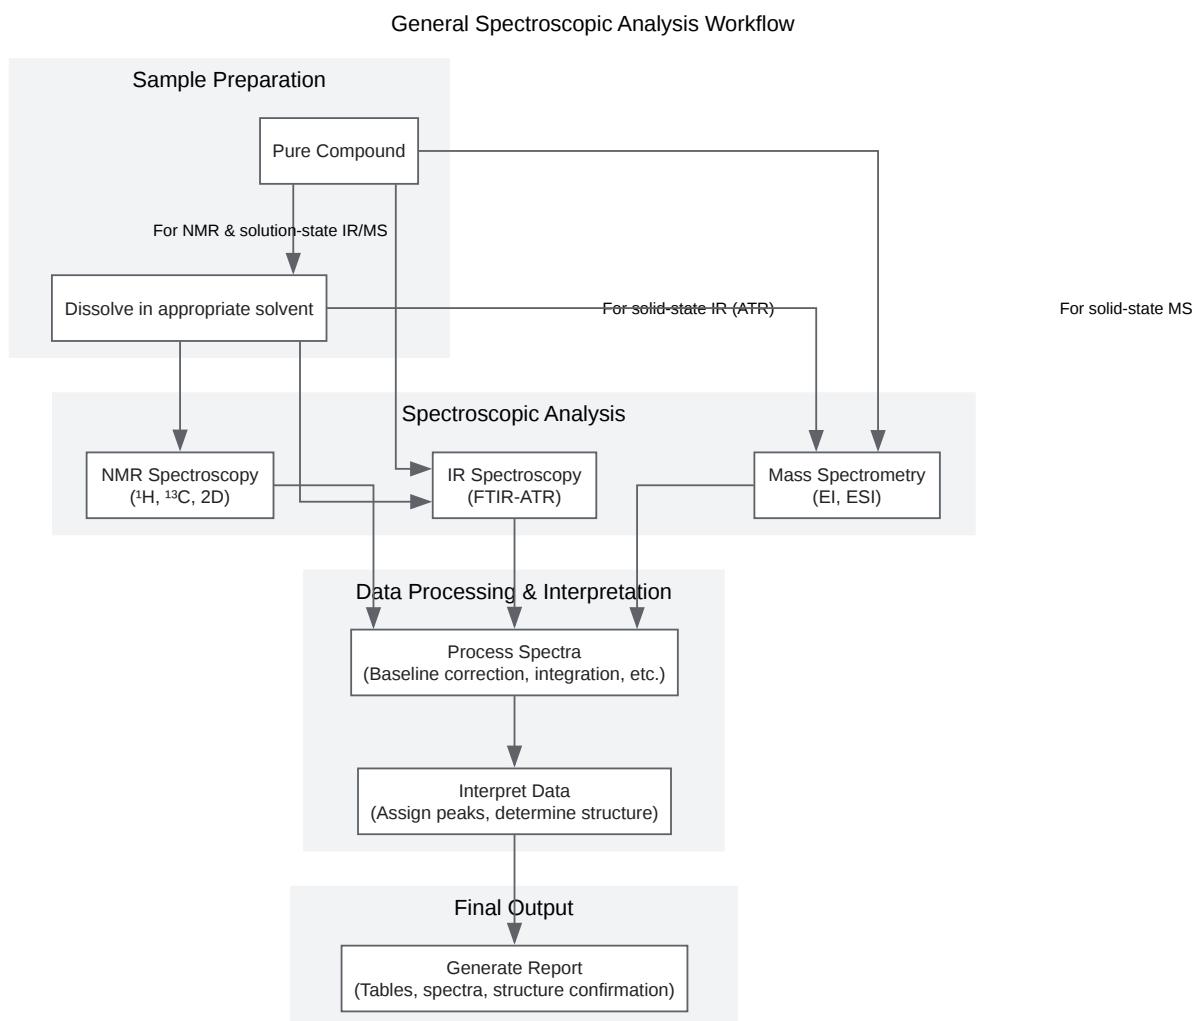 General Spectroscopic Analysis Workflow
Sample Preparation
Pure Compound
For NMR & solution-state IR/MS
Dissolve in appropriate solvent
For solid-state IR (ATR)
For solid-state MS
Spectroscopic Analysis
NMR Spectroscopy
(¹H, ¹³C, 2D)
IR Spectroscopy
(FTIR-ATR)
Mass Spectrometry
(EI, ESI)
Data Processing & Interpretation
Process Spectra
(Baseline correction, integration, etc.)
Interpret Data
(Assign peaks, determine structure)
Final Output
Generate Report
(Tables, spectra, structure confirmation)